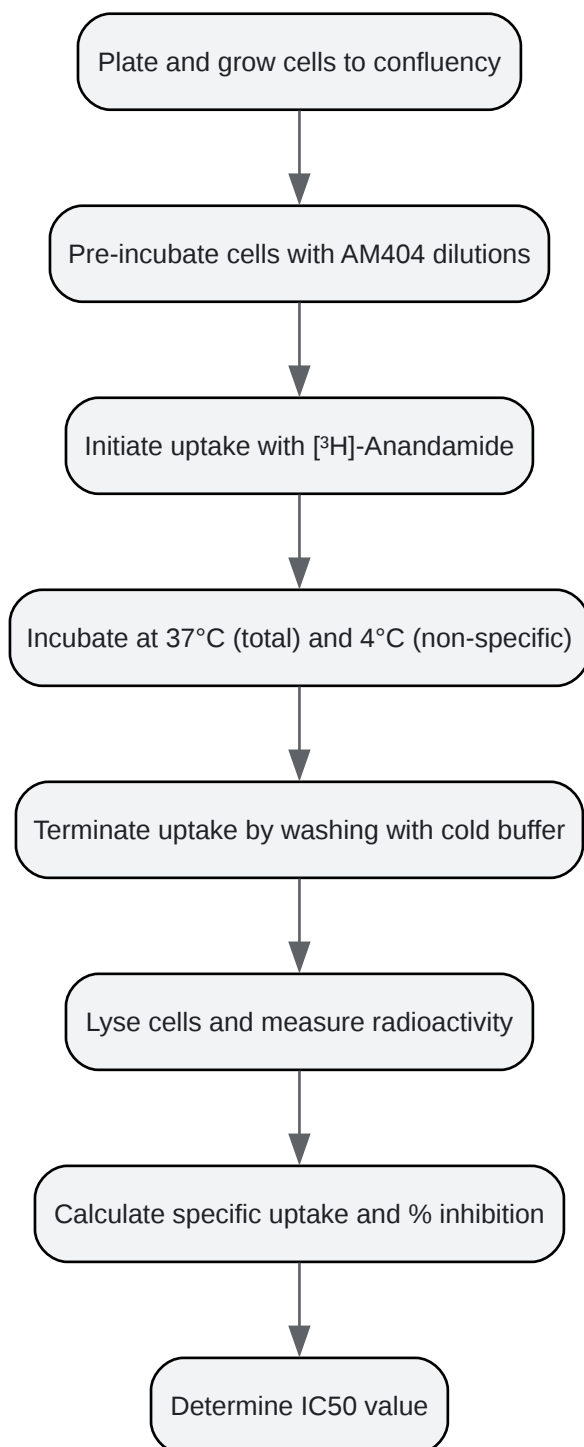 Plate and grow cells to confluency
Pre-incubate cells with AM404 dilutions
Initiate uptake with [³H]-Anandamide
Incubate at 37°C (total) and 4°C (non-specific)
Terminate uptake by washing with cold buffer
Lyse cells and measure radioactivity
Calculate specific uptake and % inhibition
Determine IC50 value